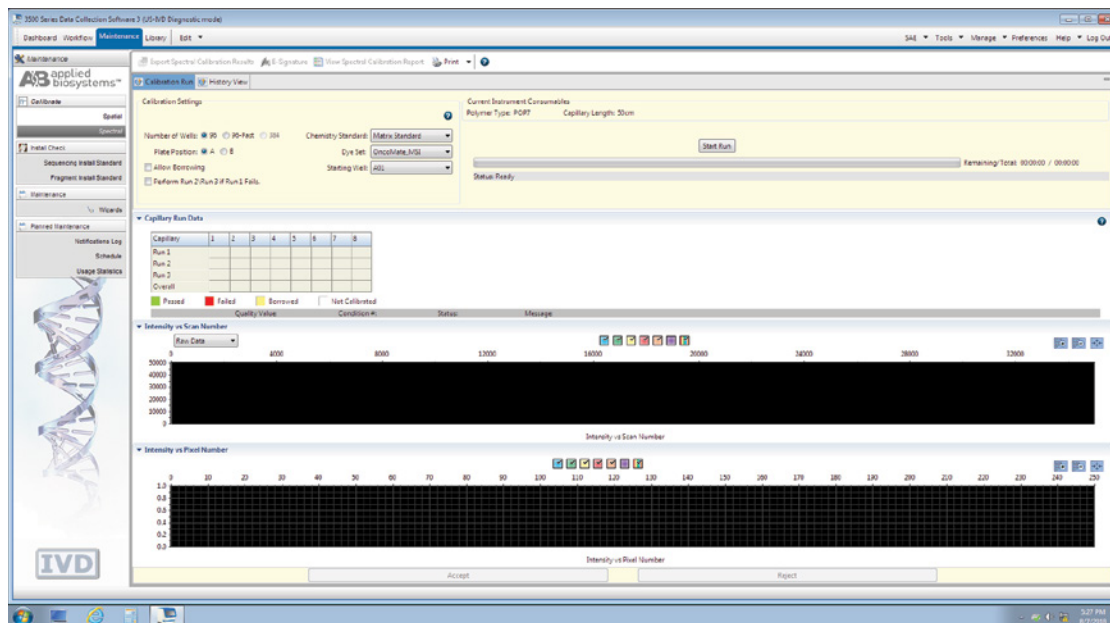 3500 Series Data Collection Software 3 (US-IVD Diagnostic mode)
Dashboard Workflow Maintenance Library Edit SAE Tools Manage Preferences Help Log Out
Maintenance
Export Spectral Calibration Results E-Signature View Spectral Calibration Report Print
AB applied biosystems™
Calibration Run History View
Calibrate
Spatial
Spectral
Install Check
Sequencing Install Standard
Fragment Install Standard
Maintenance
Wizards
Planned Maintenance
Notifications Log
Schedule
Usage Statistics
IVD
Calibration Settings
Number of Wells: 96 96-Fast 384 Chemistry Standard: Matrix Standard
Plate Position: A B Dye Set: OncoMate_MSI
Allow Borrowing Starting Well: A01
Perform Run 2\Run 3 if Run 1 Fails.
Current Instrument Consumables
Polymer Type: POP7 Capillary Length: 50cm
Start Run
Remaining/Total: 00:00:00 / 00:00:00
Status: Ready
Capillary Run Data
Capillary 1 2 3 4 5 6 7 8
Run 1
Run 2
Run 3
Overall
Passed Failed Borrowed Not Calibrated
Quality Value Condition #: Status: Message
Intensity vs Scan Number
Raw Data
0 4000 8000 12000 16000 20000 24000 28000 32000
50000
40000
30000
20000
10000
0
Intensity vs Scan Number
Intensity vs Pixel Number
0 10 20 30 40 50 60 70 80 90 100 110 120 130 140 150 160 170 180 190 200 210 220 230 240 250
1.0
0.8
0.6
0.4
0.2
0.0
Intensity vs Pixel Number
Accept Reject
5:27 PM